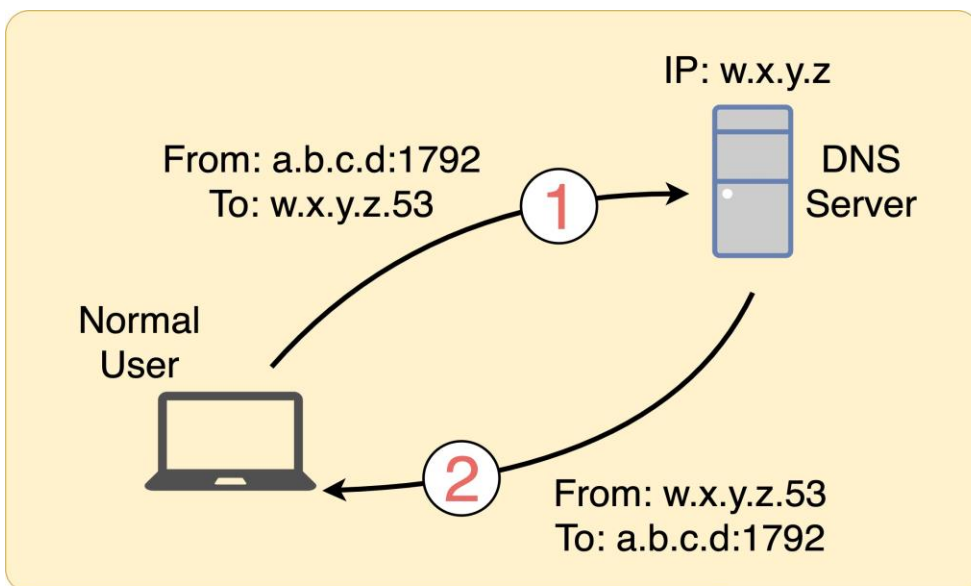 IP: w.x.y.z
DNS
Server
From: a.b.c.d:1792
To: w.x.y.z.53
1
Normal
User
2
From: w.x.y.z.53
To: a.b.c.d:1792